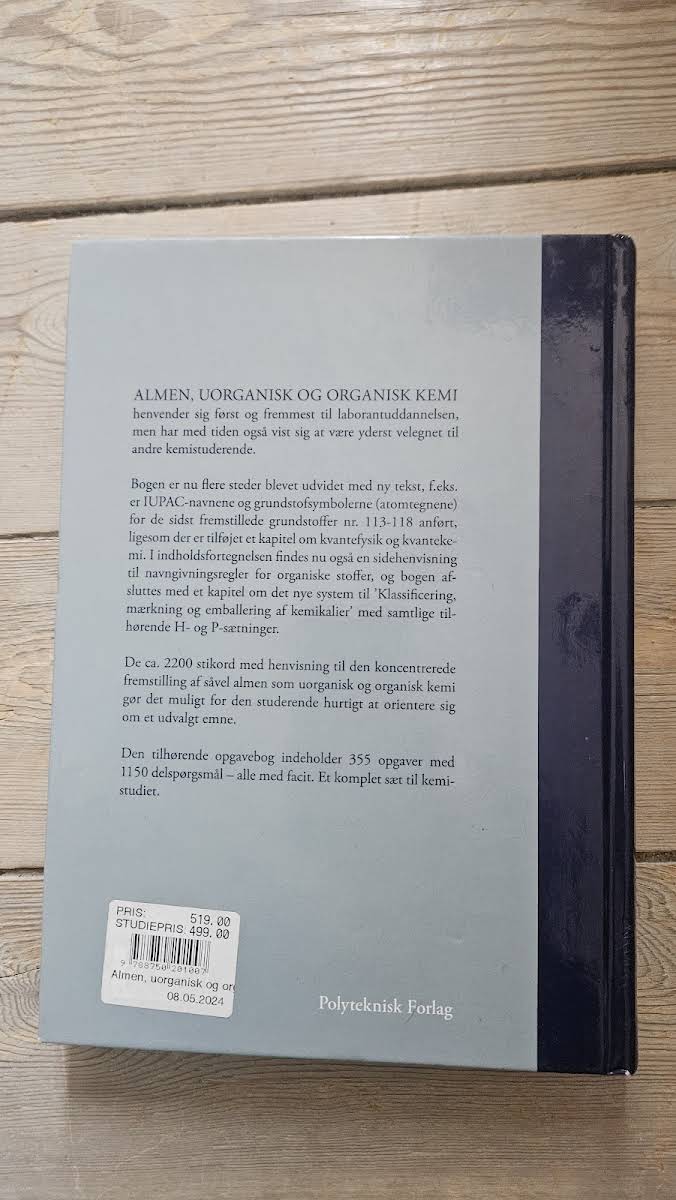 ALMEN, UORGANISK OG ORGANISK KEMI
henvender sig først og fremmest til laborantuddannelsen,
men har med tiden også vist sig at være yderst velegnet til
andre kemistuderende.
Bogen er nu flere steder blevet udvidet med ny tekst, f.eks.
er IUPAC-navnene og grundstofsymbolerne (atomtegnene)
for de sidst fremstillede grundstoffer nr. 113-118 anført,
ligesom der er tilføjet et kapitel om kvantefysik og kvanteke-
mi. I indholdsfortegnelsen findes nu også en sidehenvisning
til navngivningsregler for organiske stoffer, og bogen af-
sluttes med et kapitel om det nye system til 'Klassificering,
mærkning og emballering af kemikalier' med samtlige til-
hørende H- og P-sætninger.
De ca. 2200 stikord med henvisning til den koncentrerede
fremstilling af såvel almen som uorganisk og organisk kemi
gør det muligt for den studerende hurtigt at orientere sig
om et udvalgt emne.
Den tilhørende opgavebog indeholder 355 opgaver med
1150 delspørgsmål – alle med facit. Et komplet sæt til kemi-
studiet.
PRIS: 519.00
STUDIEPRIS: 499.00
9 788750 201007
Almen, uorganisk og or
08.05.2024
Polyteknisk Forlag